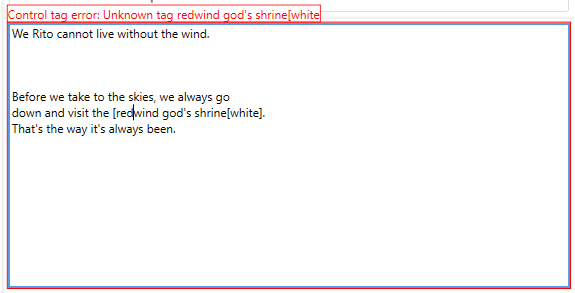 Control tag error: Unknown tag redwind god's shrine[white
We Rito cannot live without the wind.
Before we take to the skies, we always go
down and visit the [redwind god's shrine[white].
That's the way it's always been.